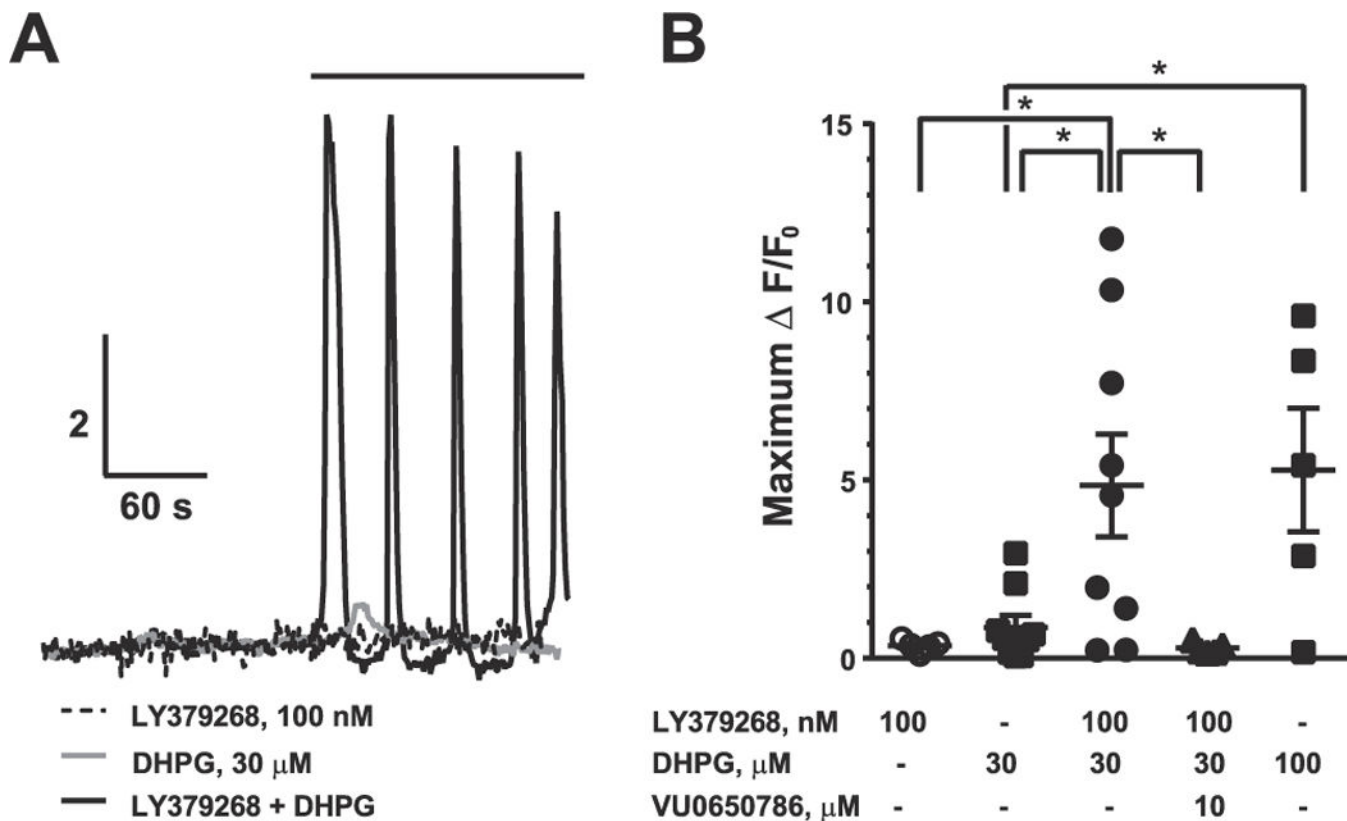 A
B
*
*
*
*
15
10
5
0
Maximum Δ F/F₀
2
60 s
LY379268, 100 nM
DHPG, 30 μM
LY379268 + DHPG
LY379268, nM 100 - 100 100 -
DHPG, μM - 30 30 30 100
VU0650786, μM - - - 10 -